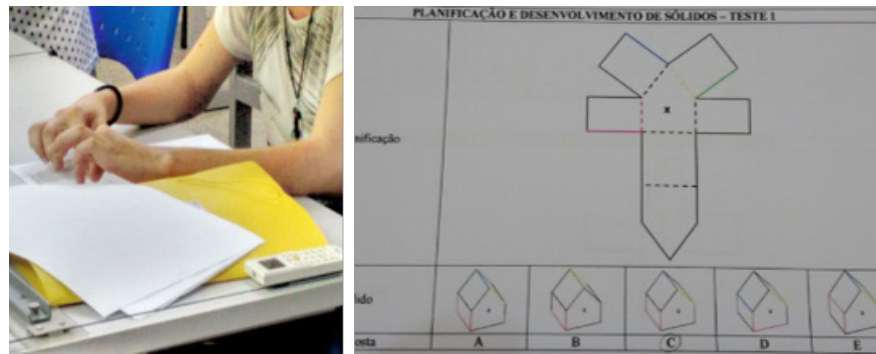 PLANIFICAÇÃO E DESENVOLVIMENTO DE SÓLIDOS – TESTE 1
nificação
x
lido
osta A B C D E